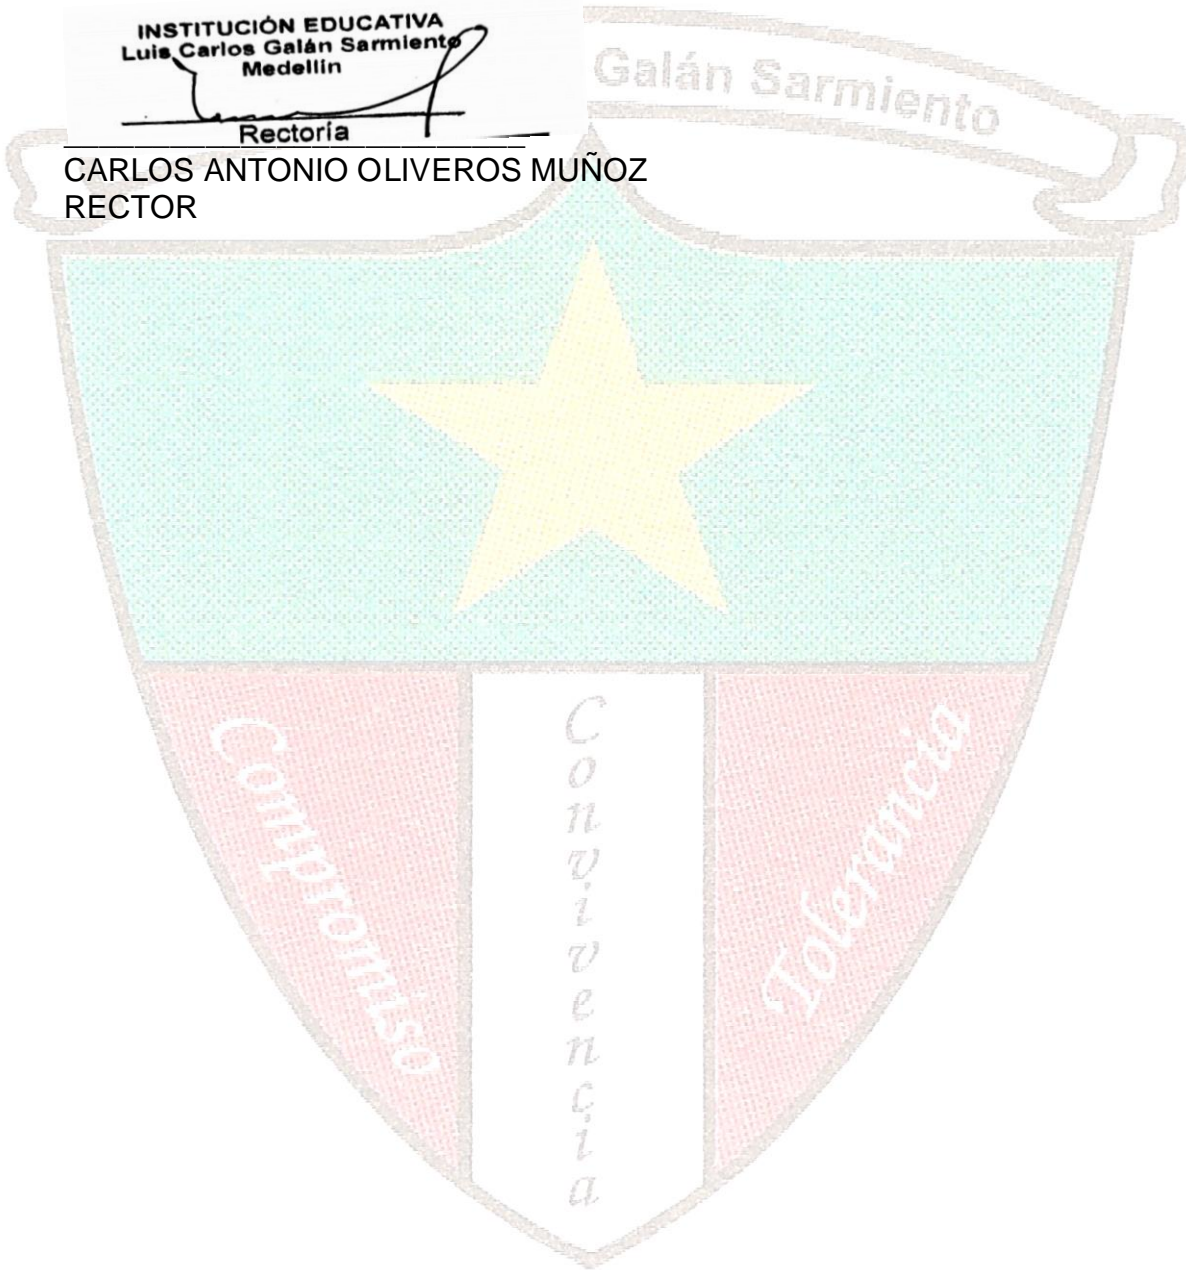 INSTITUCIÓN EDUCATIVA
Luis Carlos Galán Sarmiento
Medellín
Rectoría
CARLOS ANTONIO OLIVEROS MUÑOZ
RECTOR
Galán Sarmiento
Compromiso
Convivencia
Tolerancia